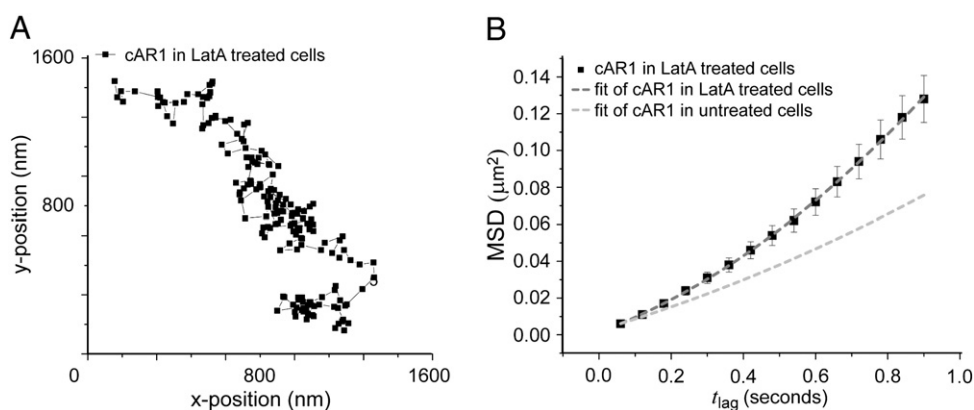 A
cAR1 in LatA treated cells
1600
800
0
y-position (nm)
0
800
1600
x-position (nm)
B
cAR1 in LatA treated cells
fit of cAR1 in LatA treated cells
fit of cAR1 in untreated cells
0.14
0.12
0.10
0.08
0.06
0.04
0.02
0.00
MSD (μm²)
0.0
0.2
0.4
0.6
0.8
1.0
tlag (seconds)